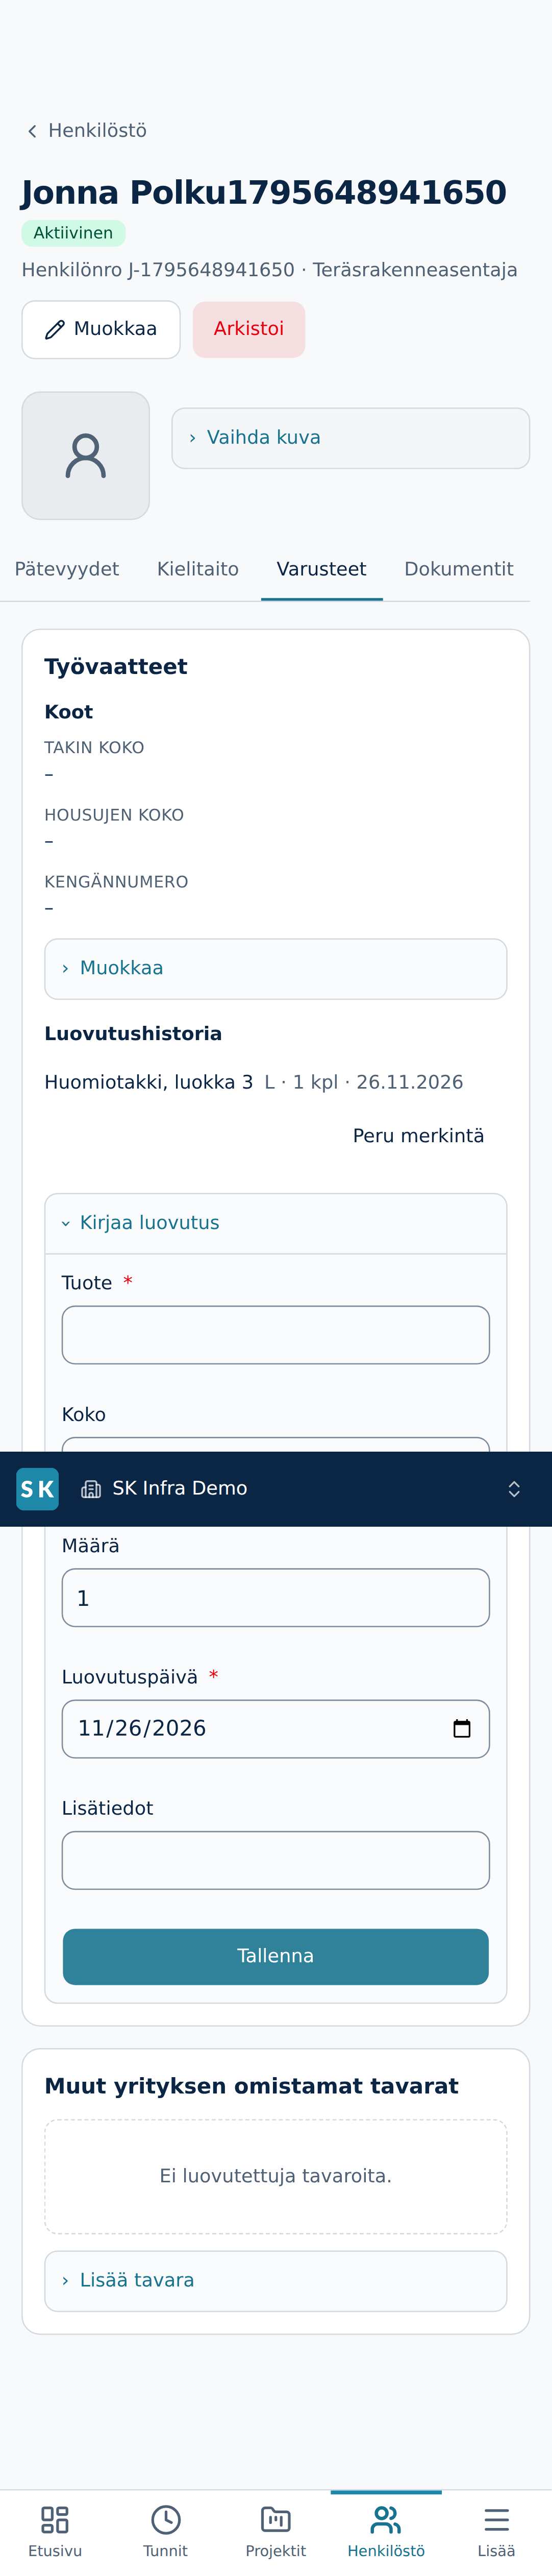 Henkilöstö
Jonna Polku1795648941650
Aktiivinen
Henkilönro J-1795648941650 · Teräsrakenneasentaja
Muokkaa
Arkistoi
› Vaihda kuva
Pätevyydet Kielitaito Varusteet Dokumentit
Työvaatteet
Koot
TAKIN KOKO
–
HOUSUJEN KOKO
–
KENGÄNNUMERO
–
› Muokkaa
Luovutushistoria
Huomiotakki, luokka 3 L · 1 kpl · 26.11.2026
Peru merkintä
Kirjaa luovutus
Tuote *
Koko
SK SK Infra Demo
Määrä
1
Luovutuspäivä *
11/26/2026
Lisätiedot
Tallenna
Muut yrityksen omistamat tavarat
Ei luovutettuja tavaroita.
› Lisää tavara
Etusivu Tunnit Projektit Henkilöstö Lisää